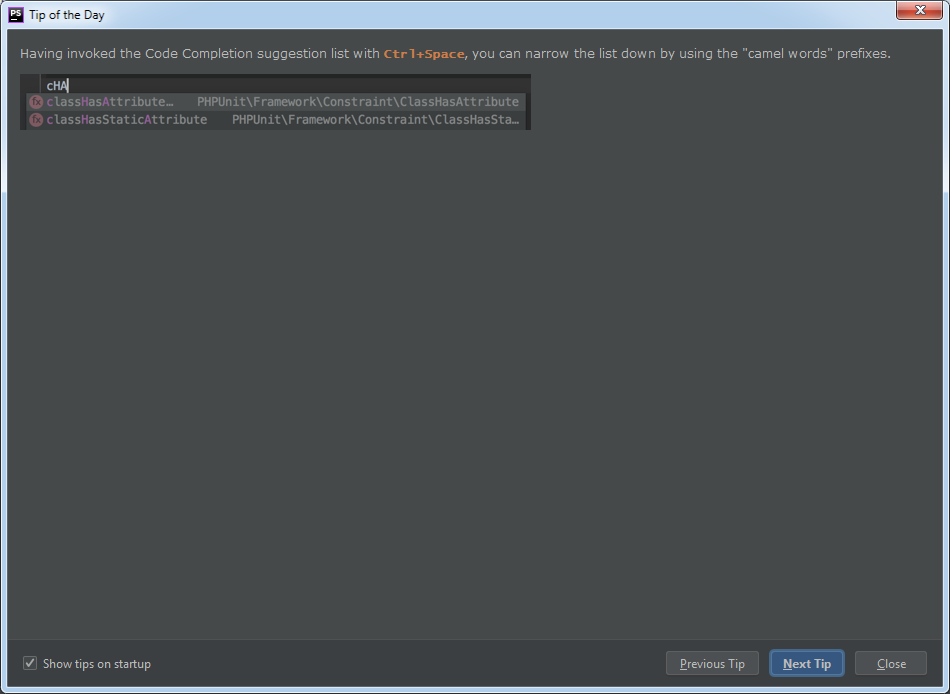 PS Tip of the Day
Having invoked the Code Completion suggestion list with Ctrl+Space, you can narrow the list down by using the "camel words" prefixes.
cHA
fx classHasAttribute… PHPUnit\Framework\Constraint\ClassHasAttribute
fx classHasStaticAttribute PHPUnit\Framework\Constraint\ClassHasSta…
Show tips on startup
Previous Tip Next Tip Close